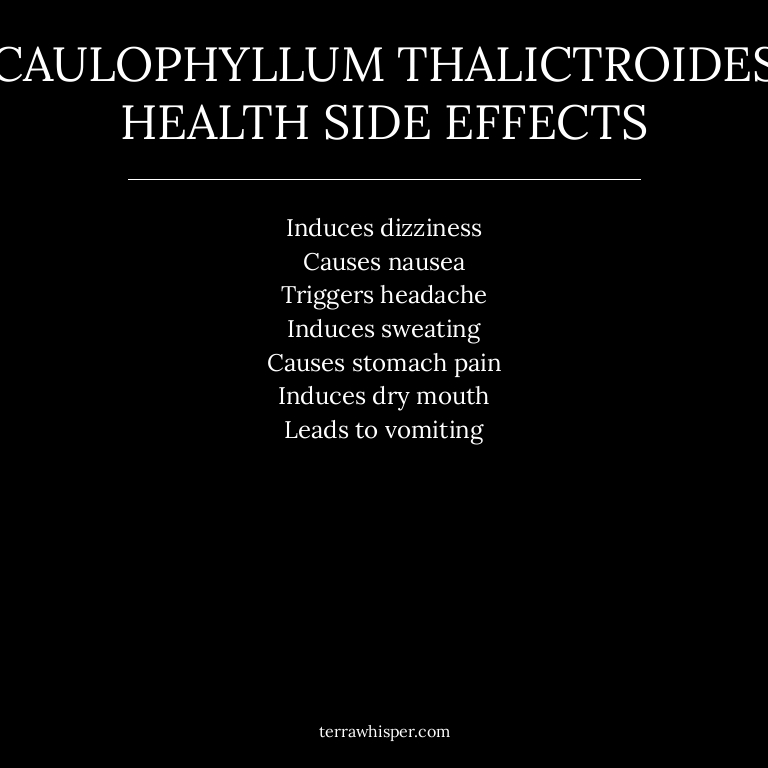 CAULOPHYLLUM THALICTROIDES
HEALTH SIDE EFFECTS
Induces dizziness
Causes nausea
Triggers headache
Induces sweating
Causes stomach pain
Induces dry mouth
Leads to vomiting
terrawhisper.com